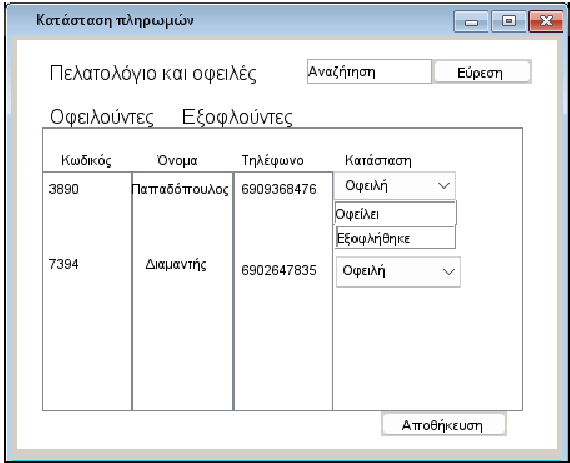 Κατάσταση πληρωμών
Πελατολόγιο και οφειλές Αναζήτηση Εύρεση
Οφειλούντες Εξοφλούντες
Κωδικός Όνομα Τηλέφωνο Κατάσταση
3890 Παπαδόπουλος 6909368476 Οφειλή
Οφείλει
Εξοφλήθηκε
7394 Διαμαντής 6902647835 Οφειλή
Αποθήκευση